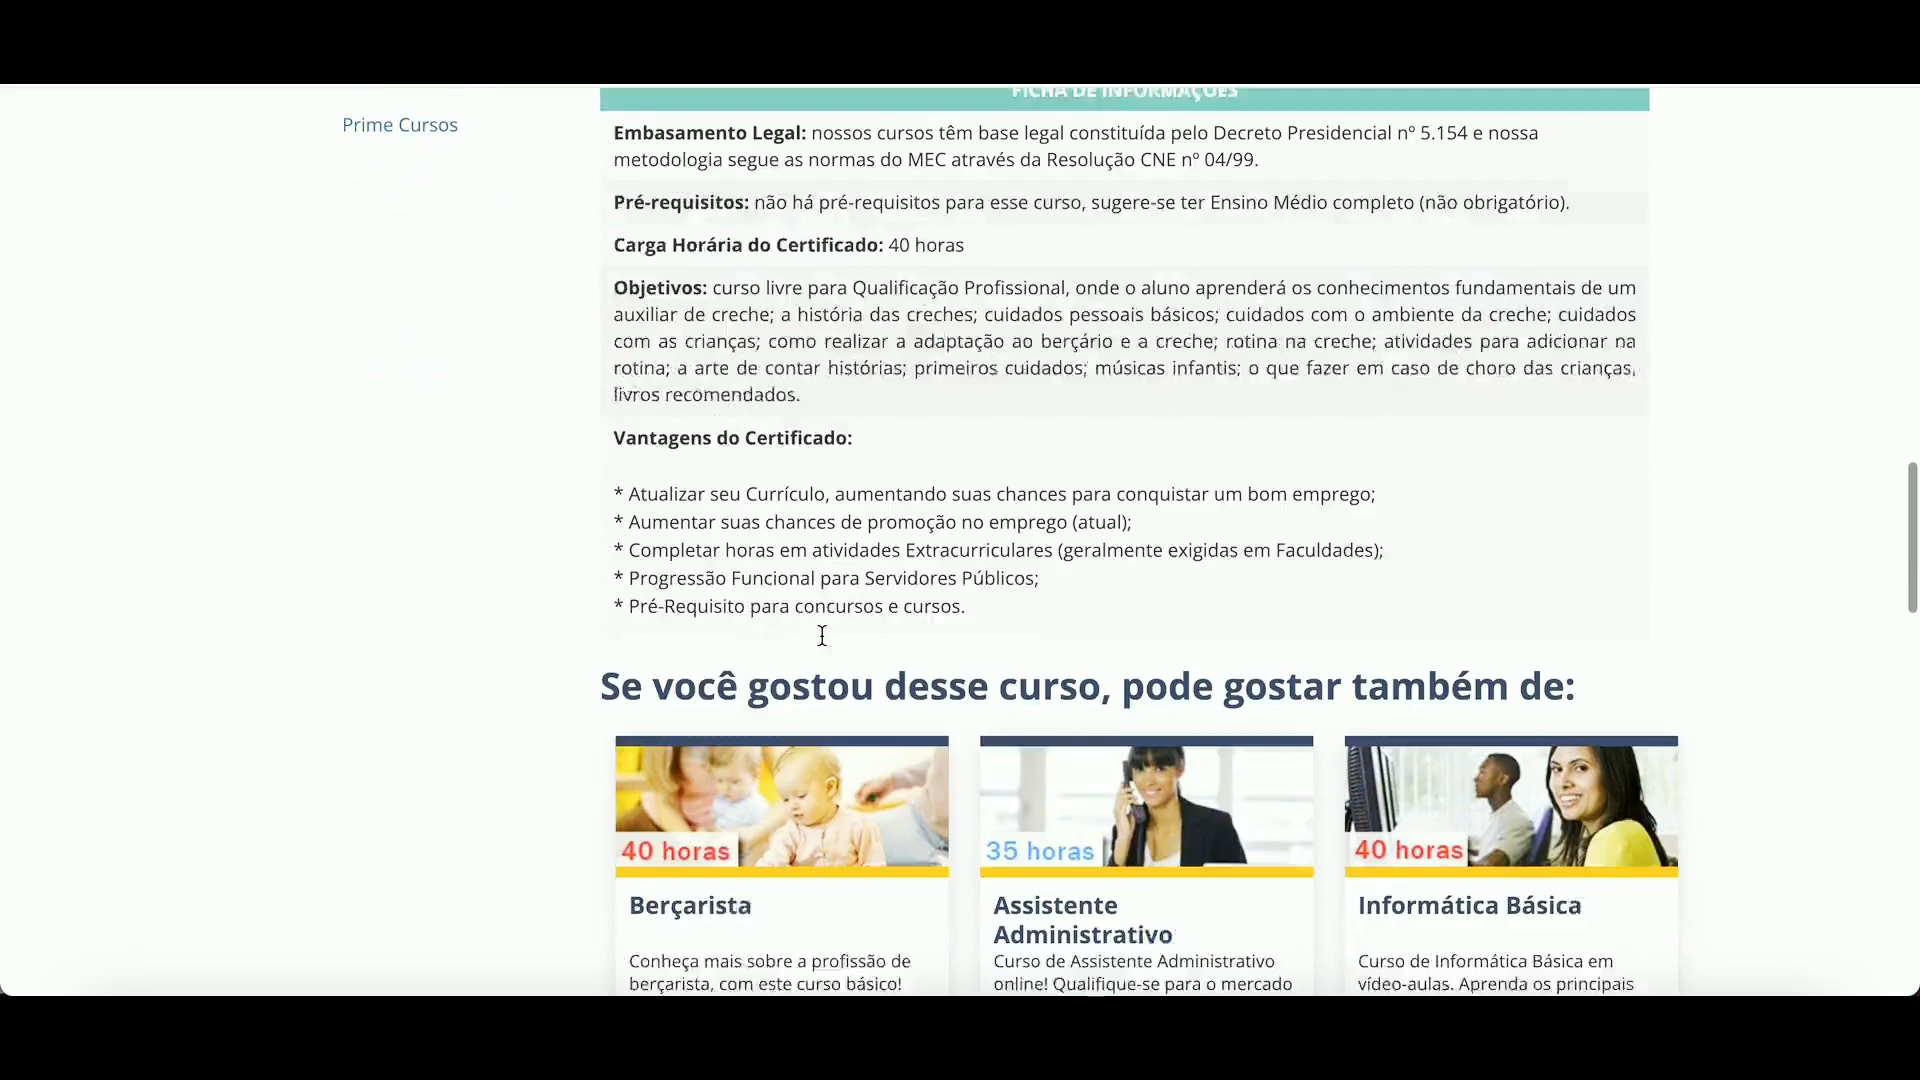 FICHA DE INFORMAÇÕES
Prime Cursos
Embasamento Legal: nossos cursos têm base legal constituída pelo Decreto Presidencial nº 5.154 e nossa
metodologia segue as normas do MEC através da Resolução CNE nº 04/99.
Pré-requisitos: não há pré-requisitos para esse curso, sugere-se ter Ensino Médio completo (não obrigatório).
Carga Horária do Certificado: 40 horas
Objetivos: curso livre para Qualificação Profissional, onde o aluno aprenderá os conhecimentos fundamentais de um
auxiliar de creche; a história das creches; cuidados pessoais básicos; cuidados com o ambiente da creche; cuidados
com as crianças; como realizar a adaptação ao berçário e a creche; rotina na creche; atividades para adicionar na
rotina; a arte de contar histórias; primeiros cuidados; músicas infantis; o que fazer em caso de choro das crianças,
livros recomendados.
Vantagens do Certificado:
* Atualizar seu Currículo, aumentando suas chances para conquistar um bom emprego;
* Aumentar suas chances de promoção no emprego (atual);
* Completar horas em atividades Extracurriculares (geralmente exigidas em Faculdades);
* Progressão Funcional para Servidores Públicos;
* Pré-Requisito para concursos e cursos.
Se você gostou desse curso, pode gostar também de:
40 horas
Berçarista
Conheça mais sobre a profissão de
berçarista, com este curso básico!
35 horas
Assistente
Administrativo
Curso de Assistente Administrativo
online! Qualifique-se para o mercado
40 horas
Informática Básica
Curso de Informática Básica em
vídeo-aulas. Aprenda os principais